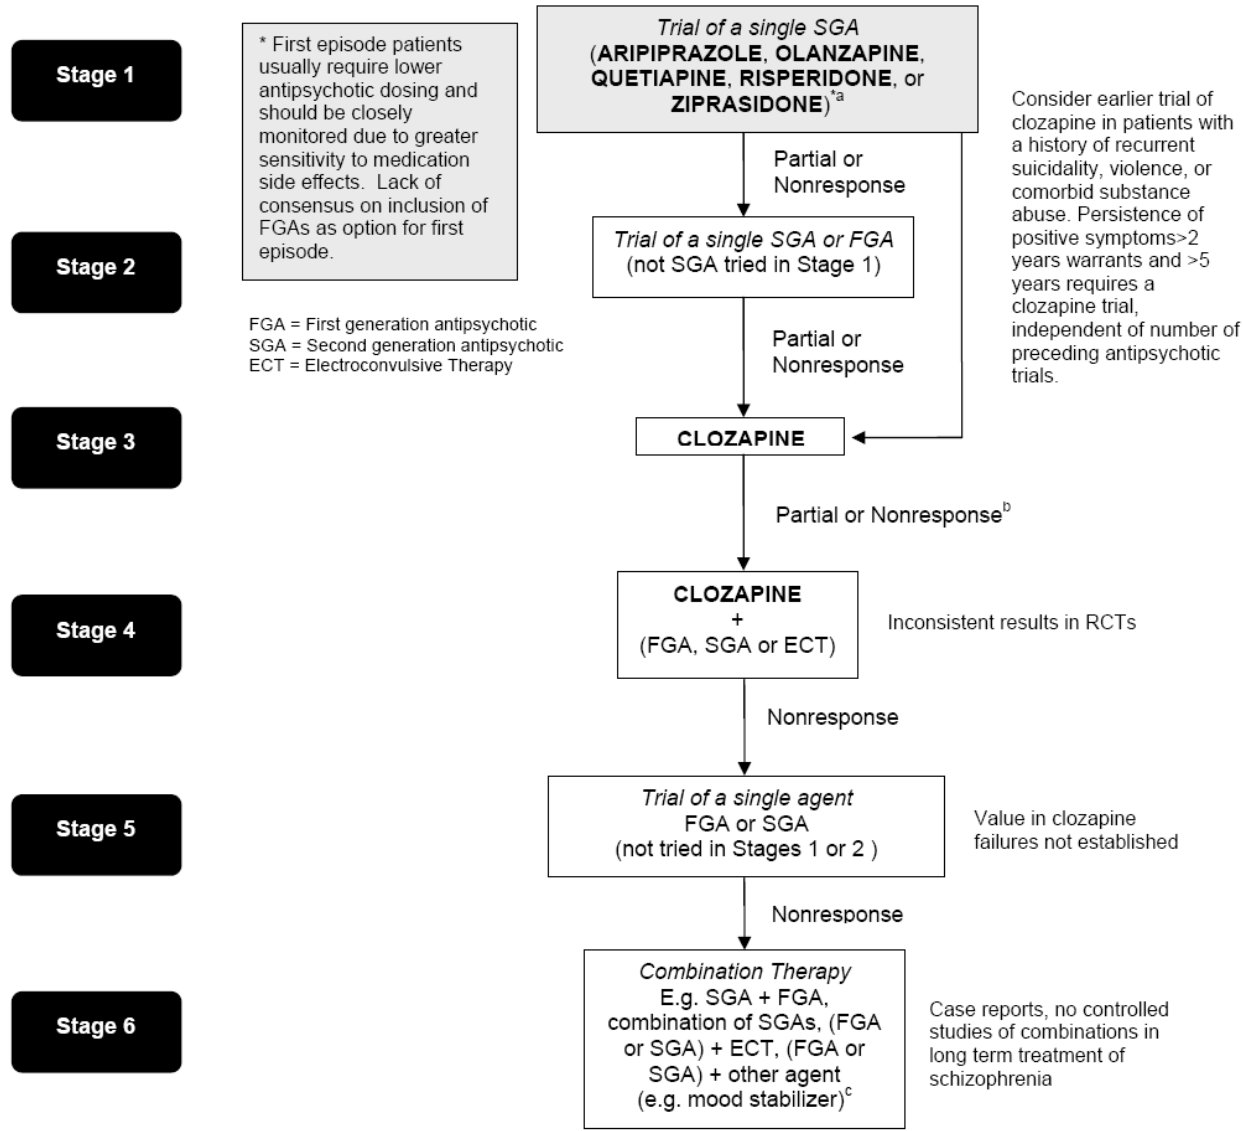 Stage 1
* First episode patients
usually require lower
antipsychotic dosing and
should be closely
monitored due to greater
sensitivity to medication
side effects.  Lack of
consensus on inclusion of
FGAs as option for first
episode.
Trial of a single SGA
(ARIPIPRAZOLE, OLANZAPINE,
QUETIAPINE, RISPERIDONE, or
ZIPRASIDONE)*a
Consider earlier trial of
clozapine in patients with
a history of recurrent
suicidality, violence, or
comorbid substance
abuse. Persistence of
positive symptoms>2
years warrants and >5
years requires a
clozapine trial,
independent of number of
preceding antipsychotic
trials.
Partial or
Nonresponse
Stage 2
Trial of a single SGA or FGA
(not SGA tried in Stage 1)
FGA = First generation antipsychotic
SGA = Second generation antipsychotic
ECT = Electroconvulsive Therapy
Partial or
Nonresponse
Stage 3
CLOZAPINE
Partial or Nonresponseb
Stage 4
CLOZAPINE
+
(FGA, SGA or ECT)
Inconsistent results in RCTs
Nonresponse
Stage 5
Trial of a single agent
FGA or SGA
(not tried in Stages 1 or 2 )
Value in clozapine
failures not established
Nonresponse
Stage 6
Combination Therapy
E.g. SGA + FGA,
combination of SGAs, (FGA
or SGA) + ECT, (FGA or
SGA) + other agent
(e.g. mood stabilizer)c
Case reports, no controlled
studies of combinations in
long term treatment of
schizophrenia